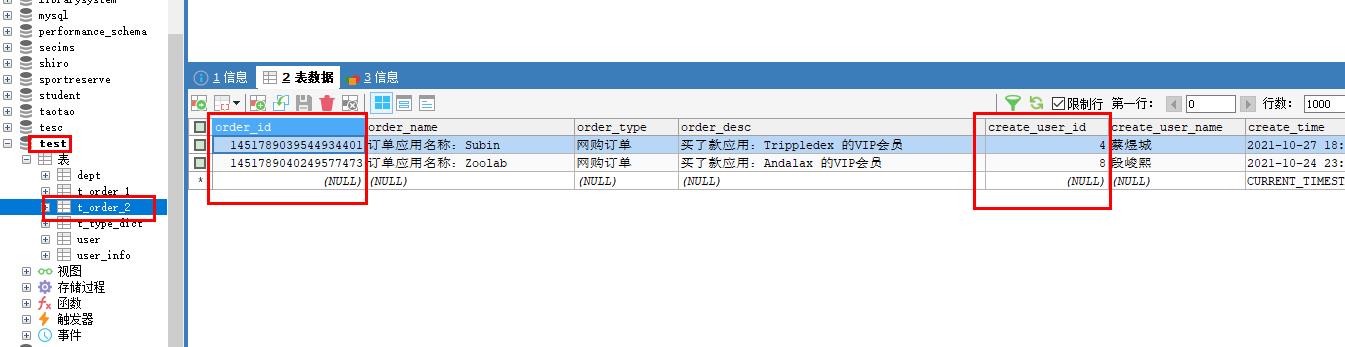 mysql
performance_schema
secims
shiro
sportreserve
student
taotao
tesc
test
表
dept
t_order_1
t_order_2
t_type_dict
user
user_info
视图
存储过程
函数
触发器
事件
1 信息 2 表数据 3 信息
限制行 第一行: 0 行数: 1000
order_id order_name order_type order_desc create_user_id create_user_name create_time
1451789039544934401 订单应用名称: Subin 网购订单 买了款应用: Trippledex 的VIP会员 4 蔡煜城 2021-10-27 18:
1451789040249577473 订单应用名称: Zoolab 网购订单 买了款应用: Andalax 的VIP会员 8 段峻熙 2021-10-24 23:
* (NULL) (NULL) (NULL) (NULL) (NULL) (NULL) CURRENT_TIMEST